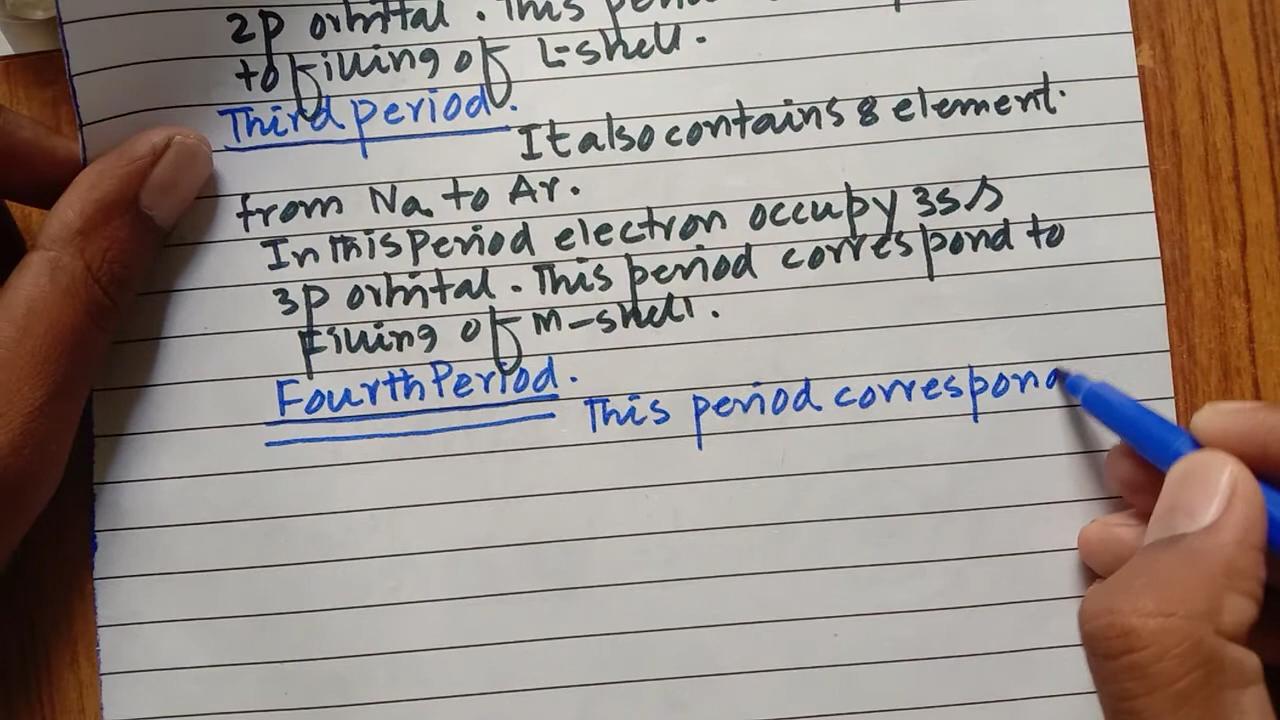 2p orbital. This
to filling of L-shell.
Third period.
It also contains 8 element.
from Na to Ar.
In this Period electron occupy 3s &
3p orbital. This period correspond to
Filling of M-shell.
Fourth Period.
This period correspond